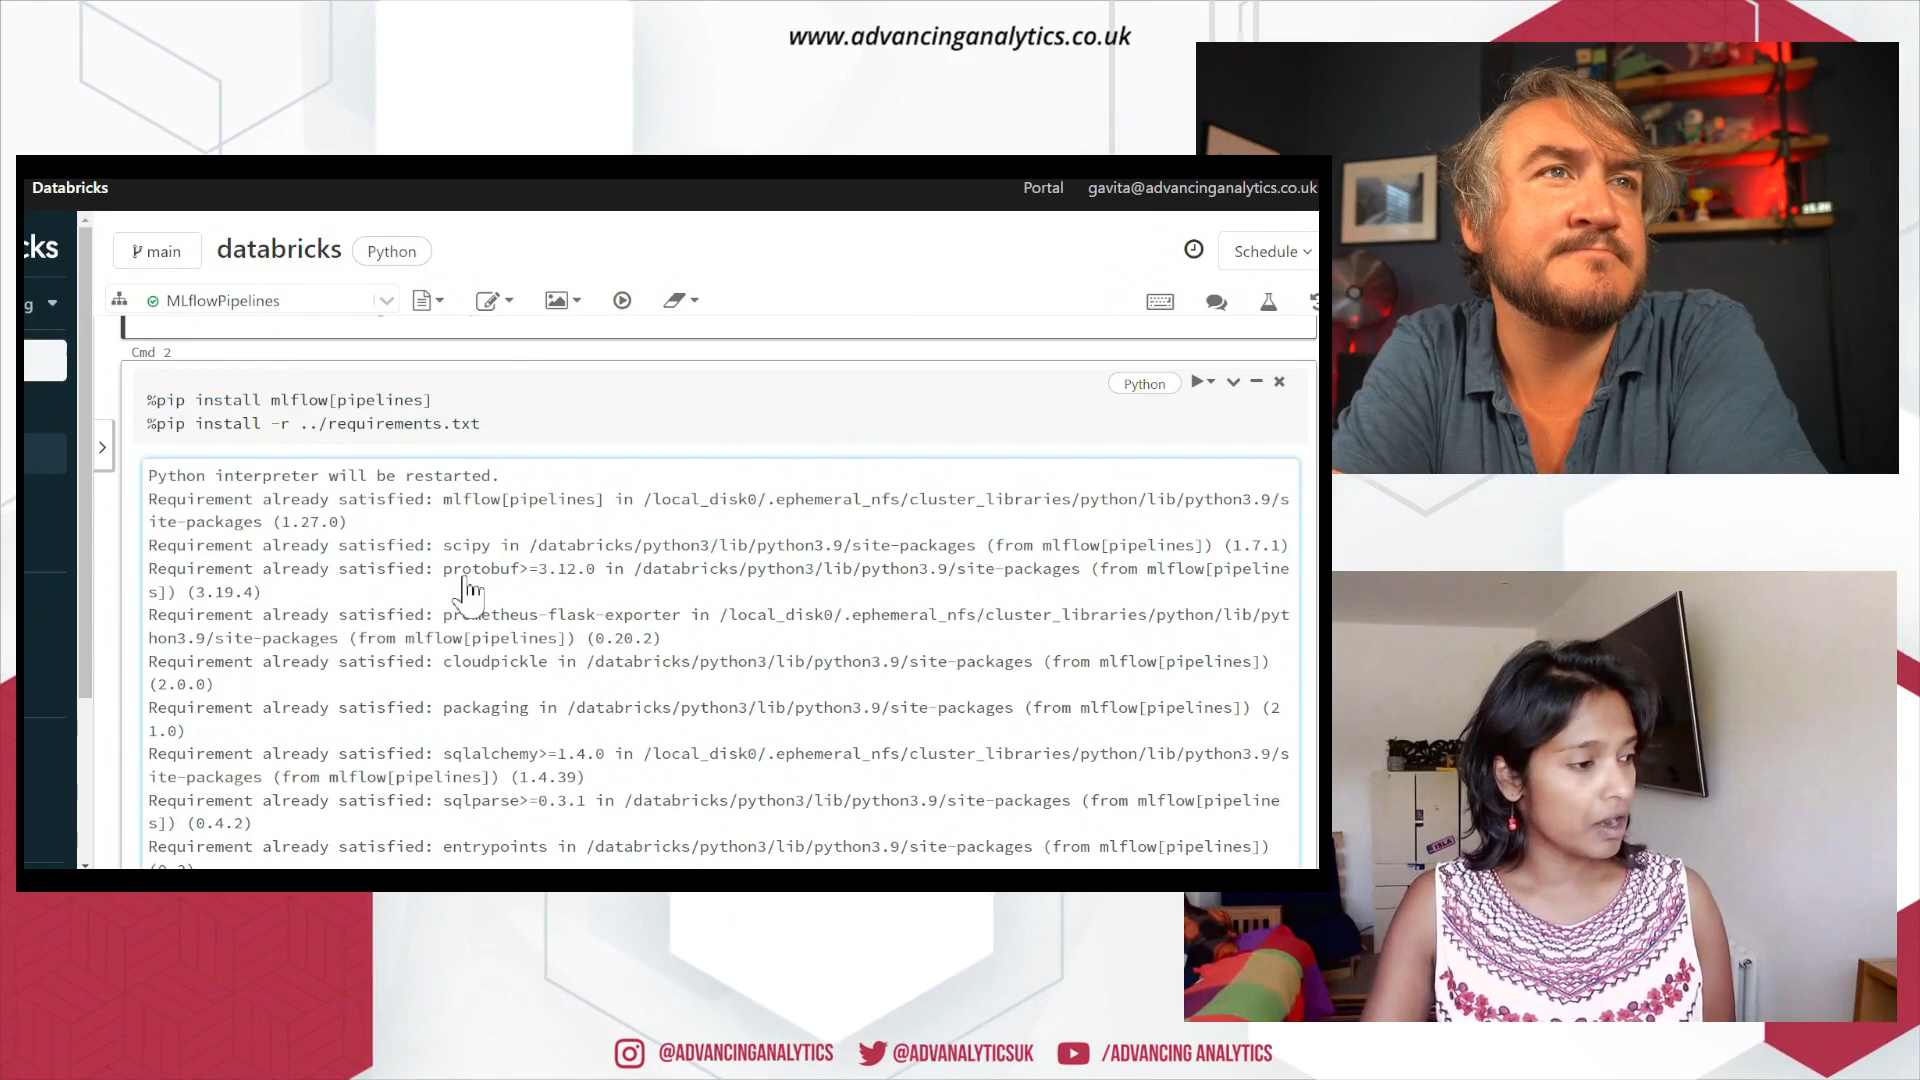 www.advancinganalytics.co.uk
Databricks
Portal
gavita@advancinganalytics.co.uk
cks
main
databricks
Python
Schedule
g
MLflowPipelines
Cmd 2
Python
%pip install mlflow[pipelines]
%pip install -r ../requirements.txt
Python interpreter will be restarted.
Requirement already satisfied: mlflow[pipelines] in /local_disk0/.ephemeral_nfs/cluster_libraries/python/lib/python3.9/s
ite-packages (1.27.0)
Requirement already satisfied: scipy in /databricks/python3/lib/python3.9/site-packages (from mlflow[pipelines]) (1.7.1)
Requirement already satisfied: protobuf>=3.12.0 in /databricks/python3/lib/python3.9/site-packages (from mlflow[pipeline
s]) (3.19.4)
Requirement already satisfied: prometheus-flask-exporter in /local_disk0/.ephemeral_nfs/cluster_libraries/python/lib/pyt
hon3.9/site-packages (from mlflow[pipelines]) (0.20.2)
Requirement already satisfied: cloudpickle in /databricks/python3/lib/python3.9/site-packages (from mlflow[pipelines])
(2.0.0)
Requirement already satisfied: packaging in /databricks/python3/lib/python3.9/site-packages (from mlflow[pipelines]) (2
1.0)
Requirement already satisfied: sqlalchemy>=1.4.0 in /local_disk0/.ephemeral_nfs/cluster_libraries/python/lib/python3.9/s
ite-packages (from mlflow[pipelines]) (1.4.39)
Requirement already satisfied: sqlparse>=0.3.1 in /databricks/python3/lib/python3.9/site-packages (from mlflow[pipeline
s]) (0.4.2)
Requirement already satisfied: entrypoints in /databricks/python3/lib/python3.9/site-packages (from mlflow[pipelines])
ISLA
@ADVANCINGANALYTICS
@ADVANALYTICSUK
/ADVANCING ANALYTICS